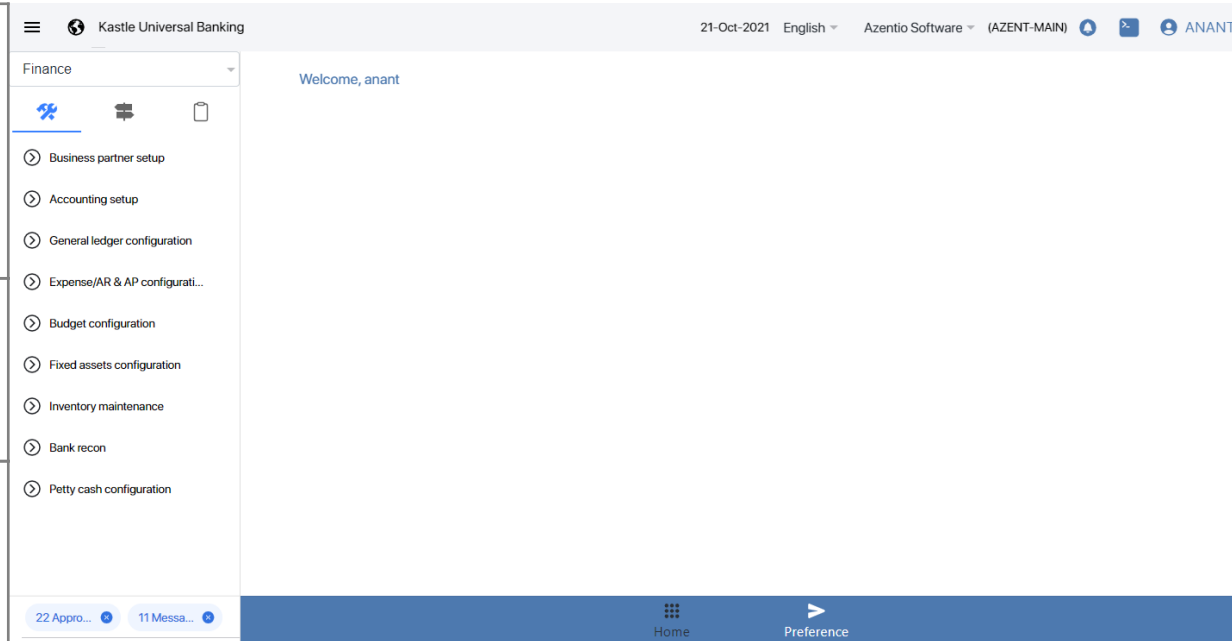 Kastle Universal Banking
21-Oct-2021 English Azentio Software (AZENT-MAIN) ANANT
Finance
Welcome, anant
Business partner setup
Accounting setup
General ledger configuration
Expense/AR & AP configurati...
Budget configuration
Fixed assets configuration
Inventory maintenance
Bank recon
Petty cash configuration
22 Appro... 11 Messa...
Home Preference